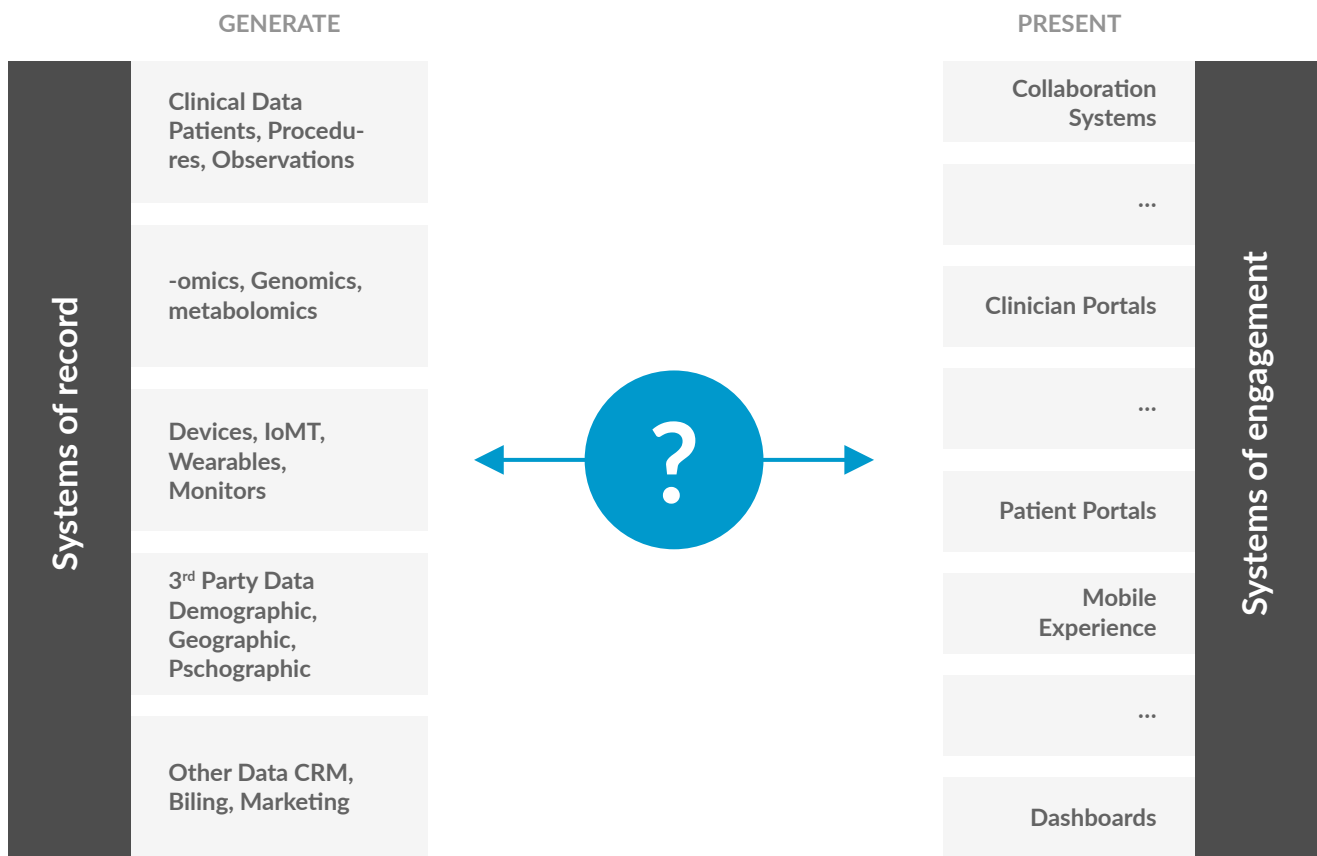 GENERATE
Systems of record
Clinical Data
Patients, Procedu-
res, Observations
-omics, Genomics,
metabolomics
Devices, IoMT,
Wearables,
Monitors
3rd Party Data
Demographic,
Geographic,
Pschographic
Other Data CRM,
Biling, Marketing
?
PRESENT
Collaboration
Systems
...
Clinician Portals
...
Patient Portals
Mobile
Experience
...
Dashboards
Systems of engagement